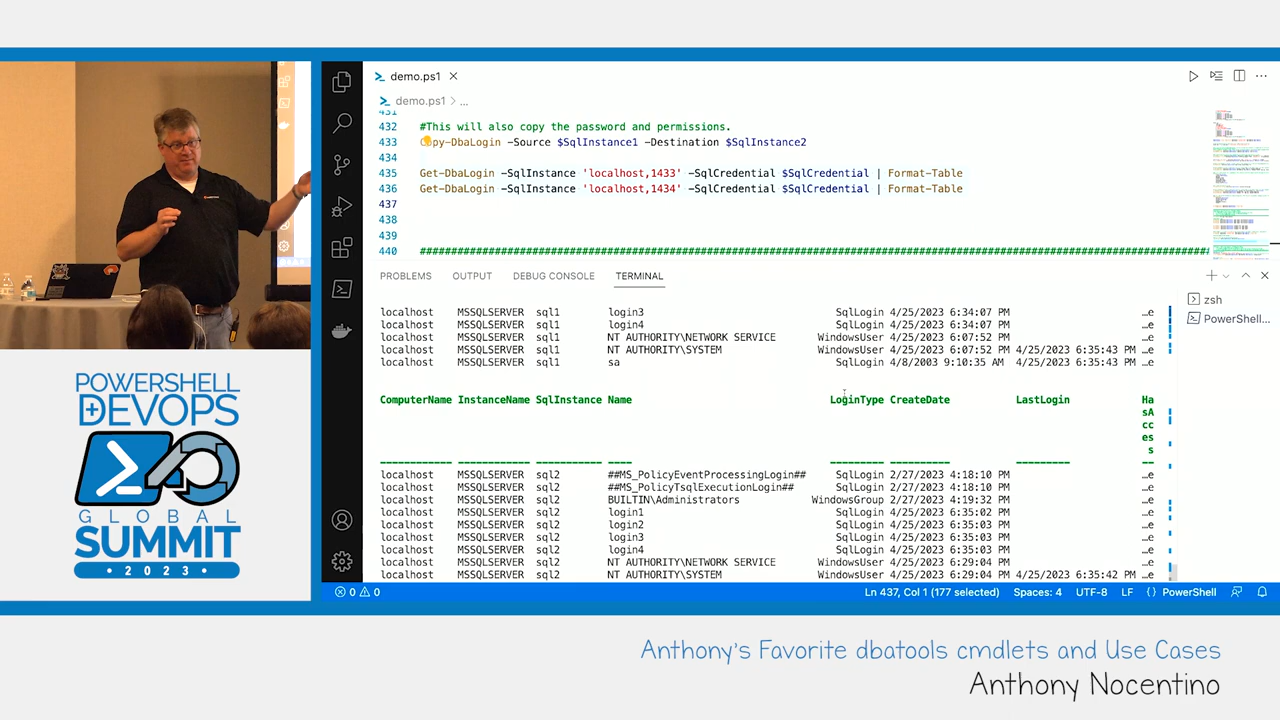 demo.ps1
demo.ps1 > ...
431
432 #This will also copy the password and permissions.
433 Copy-DbaLogin -Source $SqlInstance1 -Destination $SqlInstance2
434
435 Get-DbaLogin -SqlInstance 'localhost,1433' -SqlCredential $SqlCredential | Format-Table
436 Get-DbaLogin -SqlInstance 'localhost,1434' -SqlCredential $SqlCredential | Format-Table
437
438
439
440
PROBLEMS OUTPUT DEBUG CONSOLE TERMINAL
zsh
PowerShell...
localhost MSSQLSERVER sql1 login3 SqlLogin 4/25/2023 6:34:07 PM …e
localhost MSSQLSERVER sql1 login4 SqlLogin 4/25/2023 6:34:07 PM …e
localhost MSSQLSERVER sql1 NT AUTHORITY\NETWORK SERVICE WindowsUser 4/25/2023 6:07:52 PM …e
localhost MSSQLSERVER sql1 NT AUTHORITY\SYSTEM WindowsUser 4/25/2023 6:07:52 PM 4/25/2023 6:35:43 PM …e
localhost MSSQLSERVER sql1 sa SqlLogin 4/8/2003 9:10:35 AM 4/25/2023 6:35:43 PM …e
ComputerName InstanceName SqlInstance Name LoginType CreateDate LastLogin Ha
sA
cc
es
s
localhost MSSQLSERVER sql2 ##MS_PolicyEventProcessingLogin## SqlLogin 2/27/2023 4:18:10 PM …e
localhost MSSQLSERVER sql2 ##MS_PolicyTsqlExecutionLogin## SqlLogin 2/27/2023 4:18:10 PM …e
localhost MSSQLSERVER sql2 BUILTIN\Administrators WindowsGroup 2/27/2023 4:19:32 PM …e
localhost MSSQLSERVER sql2 login1 SqlLogin 4/25/2023 6:35:02 PM …e
localhost MSSQLSERVER sql2 login2 SqlLogin 4/25/2023 6:35:03 PM …e
localhost MSSQLSERVER sql2 login3 SqlLogin 4/25/2023 6:35:03 PM …e
localhost MSSQLSERVER sql2 login4 SqlLogin 4/25/2023 6:35:03 PM …e
localhost MSSQLSERVER sql2 NT AUTHORITY\NETWORK SERVICE WindowsUser 4/25/2023 6:29:04 PM …e
localhost MSSQLSERVER sql2 NT AUTHORITY\SYSTEM WindowsUser 4/25/2023 6:29:04 PM 4/25/2023 6:35:42 PM …e
0 0 Ln 437, Col 1 (177 selected) Spaces: 4 UTF-8 LF {} PowerShell
POWERSHELL
+DEVOPS
GLOBAL
SUMMIT
• 2023 •
Anthony's Favorite dbatools cmdlets and Use Cases
Anthony Nocentino